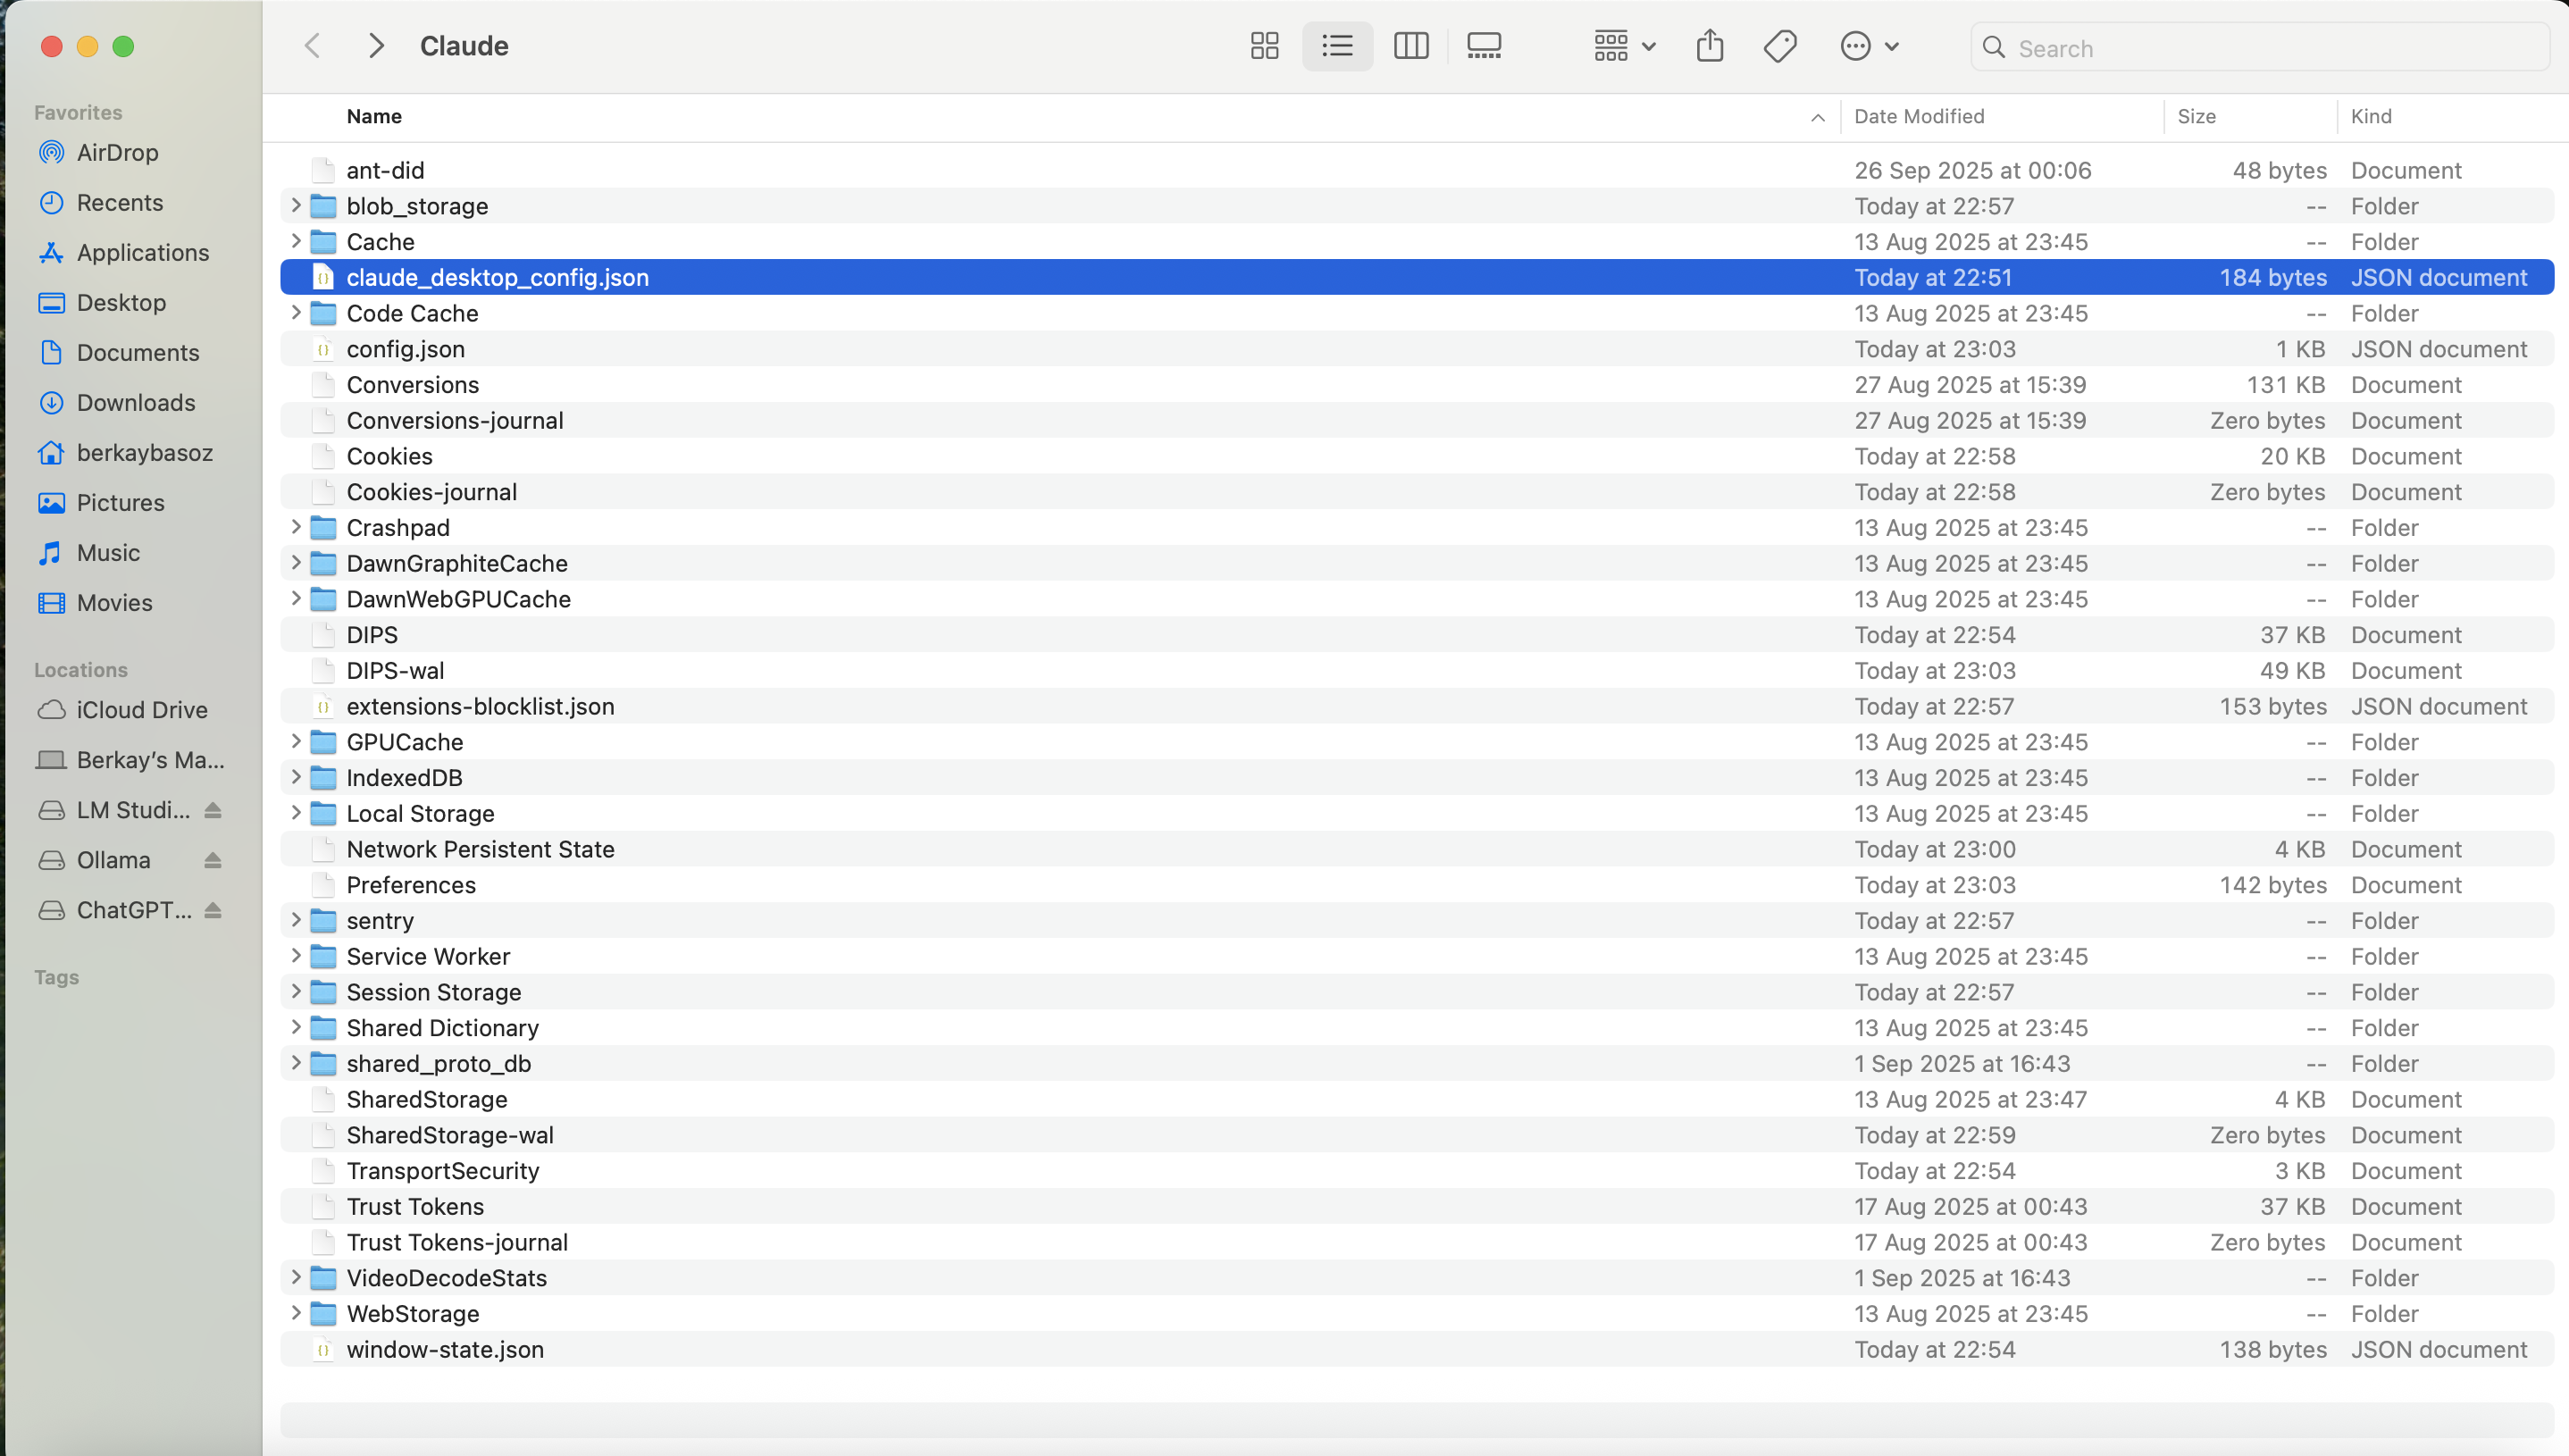 Claude
Search
Favorites
AirDrop
Recents
Applications
Desktop
Documents
Downloads
berkaybasoz
Pictures
Music
Movies
Locations
iCloud Drive
Berkay’s Ma...
LM Studi...
Ollama
ChatGPT...
Tags
Name Date Modified Size Kind
ant-did 26 Sep 2025 at 00:06 48 bytes Document
blob_storage Today at 22:57 -- Folder
Cache 13 Aug 2025 at 23:45 -- Folder
claude_desktop_config.json Today at 22:51 184 bytes JSON document
Code Cache 13 Aug 2025 at 23:45 -- Folder
config.json Today at 23:03 1 KB JSON document
Conversions 27 Aug 2025 at 15:39 131 KB Document
Conversions-journal 27 Aug 2025 at 15:39 Zero bytes Document
Cookies Today at 22:58 20 KB Document
Cookies-journal Today at 22:58 Zero bytes Document
Crashpad 13 Aug 2025 at 23:45 -- Folder
DawnGraphiteCache 13 Aug 2025 at 23:45 -- Folder
DawnWebGPUCache 13 Aug 2025 at 23:45 -- Folder
DIPS Today at 22:54 37 KB Document
DIPS-wal Today at 23:03 49 KB Document
extensions-blocklist.json Today at 22:57 153 bytes JSON document
GPUCache 13 Aug 2025 at 23:45 -- Folder
IndexedDB 13 Aug 2025 at 23:45 -- Folder
Local Storage 13 Aug 2025 at 23:45 -- Folder
Network Persistent State Today at 23:00 4 KB Document
Preferences Today at 23:03 142 bytes Document
sentry Today at 22:57 -- Folder
Service Worker 13 Aug 2025 at 23:45 -- Folder
Session Storage Today at 22:57 -- Folder
Shared Dictionary 13 Aug 2025 at 23:45 -- Folder
shared_proto_db 1 Sep 2025 at 16:43 -- Folder
SharedStorage 13 Aug 2025 at 23:47 4 KB Document
SharedStorage-wal Today at 22:59 Zero bytes Document
TransportSecurity Today at 22:54 3 KB Document
Trust Tokens 17 Aug 2025 at 00:43 37 KB Document
Trust Tokens-journal 17 Aug 2025 at 00:43 Zero bytes Document
VideoDecodeStats 1 Sep 2025 at 16:43 -- Folder
WebStorage 13 Aug 2025 at 23:45 -- Folder
window-state.json Today at 22:54 138 bytes JSON document